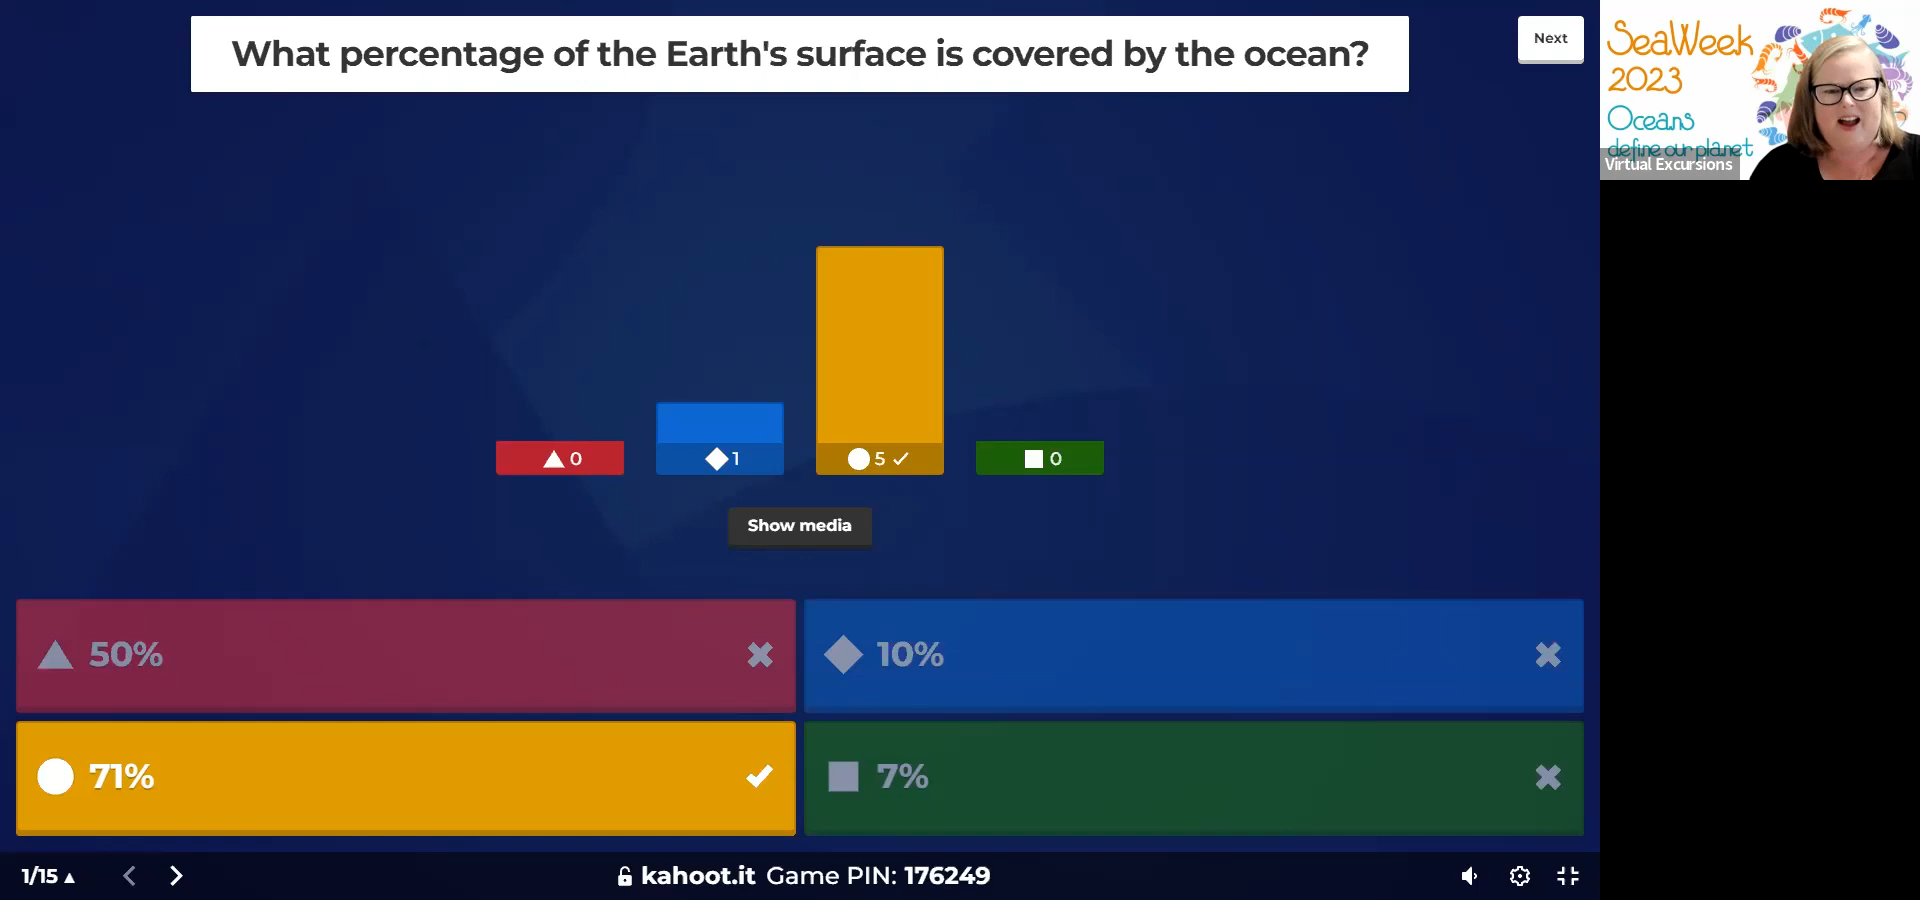 What percentage of the Earth's surface is covered by the ocean?
Next
SeaWeek
2023
Oceans
define our planet
Virtual Excursions
0
1
5
0
Show media
50%
10%
71%
7%
1/15
kahoot.it Game PIN: 176249